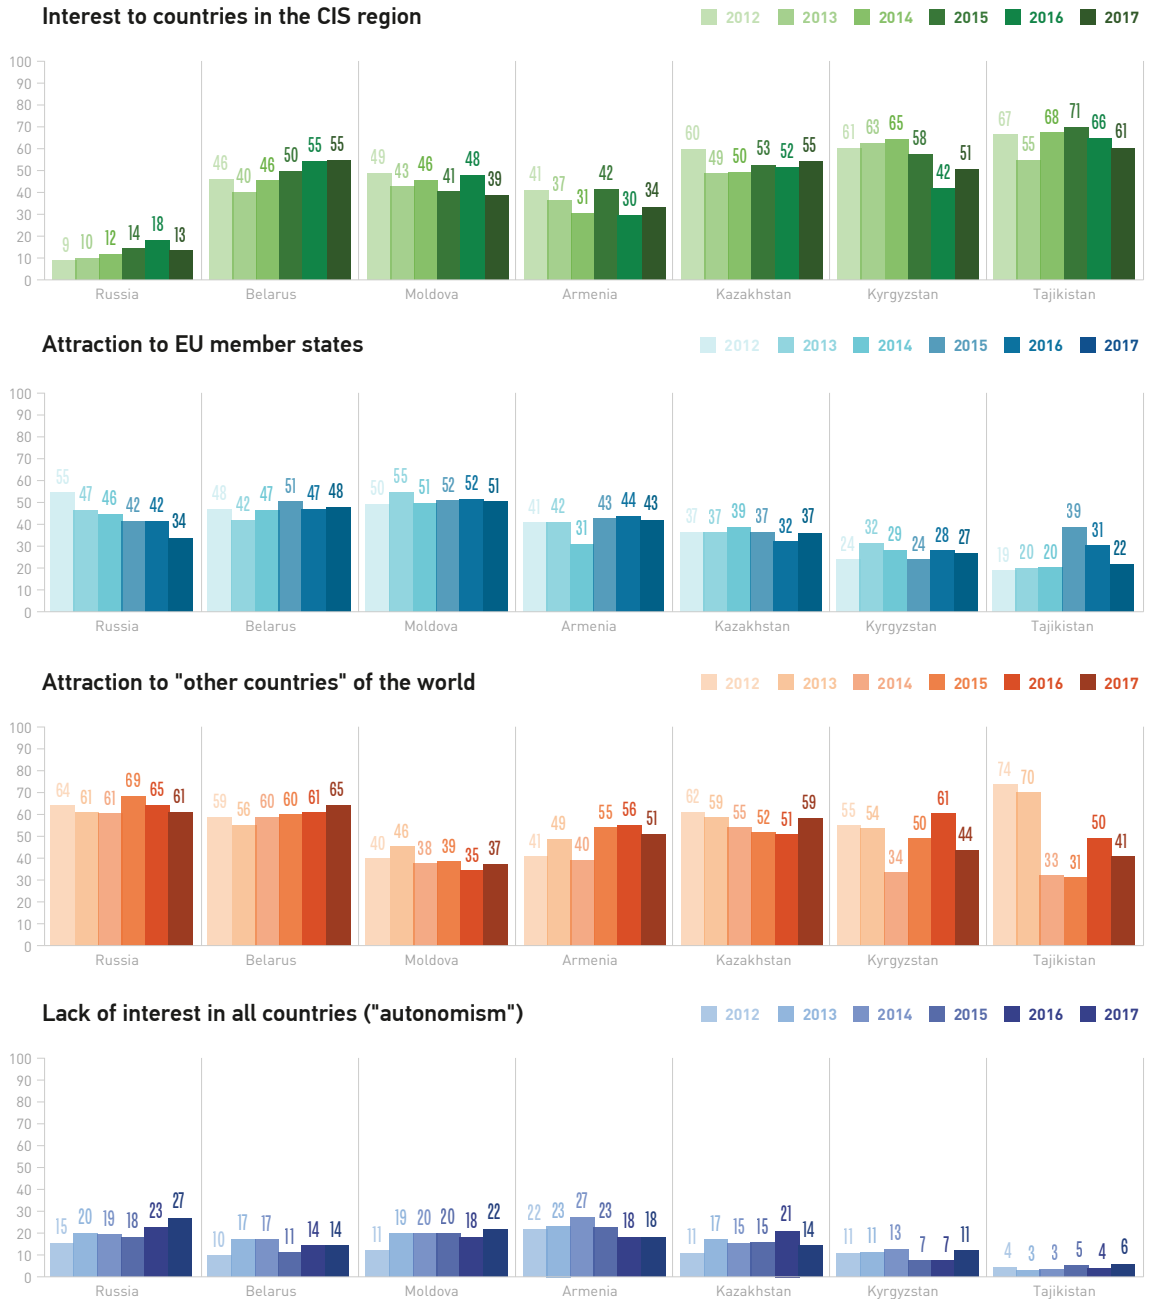 Interest to countries in the CIS region
2012 2013 2014 2015 2016 2017
100
90
80
70
60
50
40
30
20
10
0
9 10 12 14 18 13
46 40 46 50 55 55
49 43 46 41 48 39
41 37 31 42 30 34
60 49 50 53 52 55
61 63 65 58 42 51
67 55 68 71 66 61
Russia Belarus Moldova Armenia Kazakhstan Kyrgyzstan Tajikistan
Attraction to EU member states
2012 2013 2014 2015 2016 2017
100
90
80
70
60
50
40
30
20
10
0
55 47 46 42 42 34
48 42 47 51 47 48
50 55 51 52 52 51
41 42 31 43 44 43
37 37 39 37 32 37
24 32 29 24 28 27
19 20 20 39 31 22
Russia Belarus Moldova Armenia Kazakhstan Kyrgyzstan Tajikistan
Attraction to "other countries" of the world
2012 2013 2014 2015 2016 2017
100
90
80
70
60
50
40
30
20
10
0
64 61 61 69 65 61
59 56 60 60 61 65
40 46 38 39 35 37
41 49 40 55 56 51
62 59 55 52 51 59
55 54 34 50 61 44
74 70 33 31 50 41
Russia Belarus Moldova Armenia Kazakhstan Kyrgyzstan Tajikistan
Lack of interest in all countries ("autonomism")
2012 2013 2014 2015 2016 2017
100
90
80
70
60
50
40
30
20
10
0
15 20 19 18 23 27
10 17 17 11 14 14
11 19 20 20 18 22
22 23 27 23 18 18
11 17 15 15 21 14
11 11 13 7 7 11
4 3 3 5 4 6
Russia Belarus Moldova Armenia Kazakhstan Kyrgyzstan Tajikistan